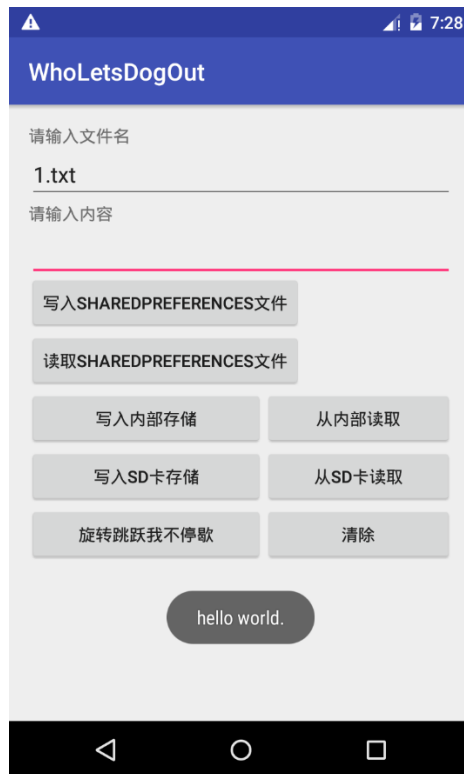 7:28
WhoLetsDogOut
请输入文件名
1.txt
请输入内容
写入SHAREDPREFERENCES文件
读取SHAREDPREFERENCES文件
写入内部存储 从内部读取
写入SD卡存储 从SD卡读取
旋转跳跃我不停歇 清除
hello world.